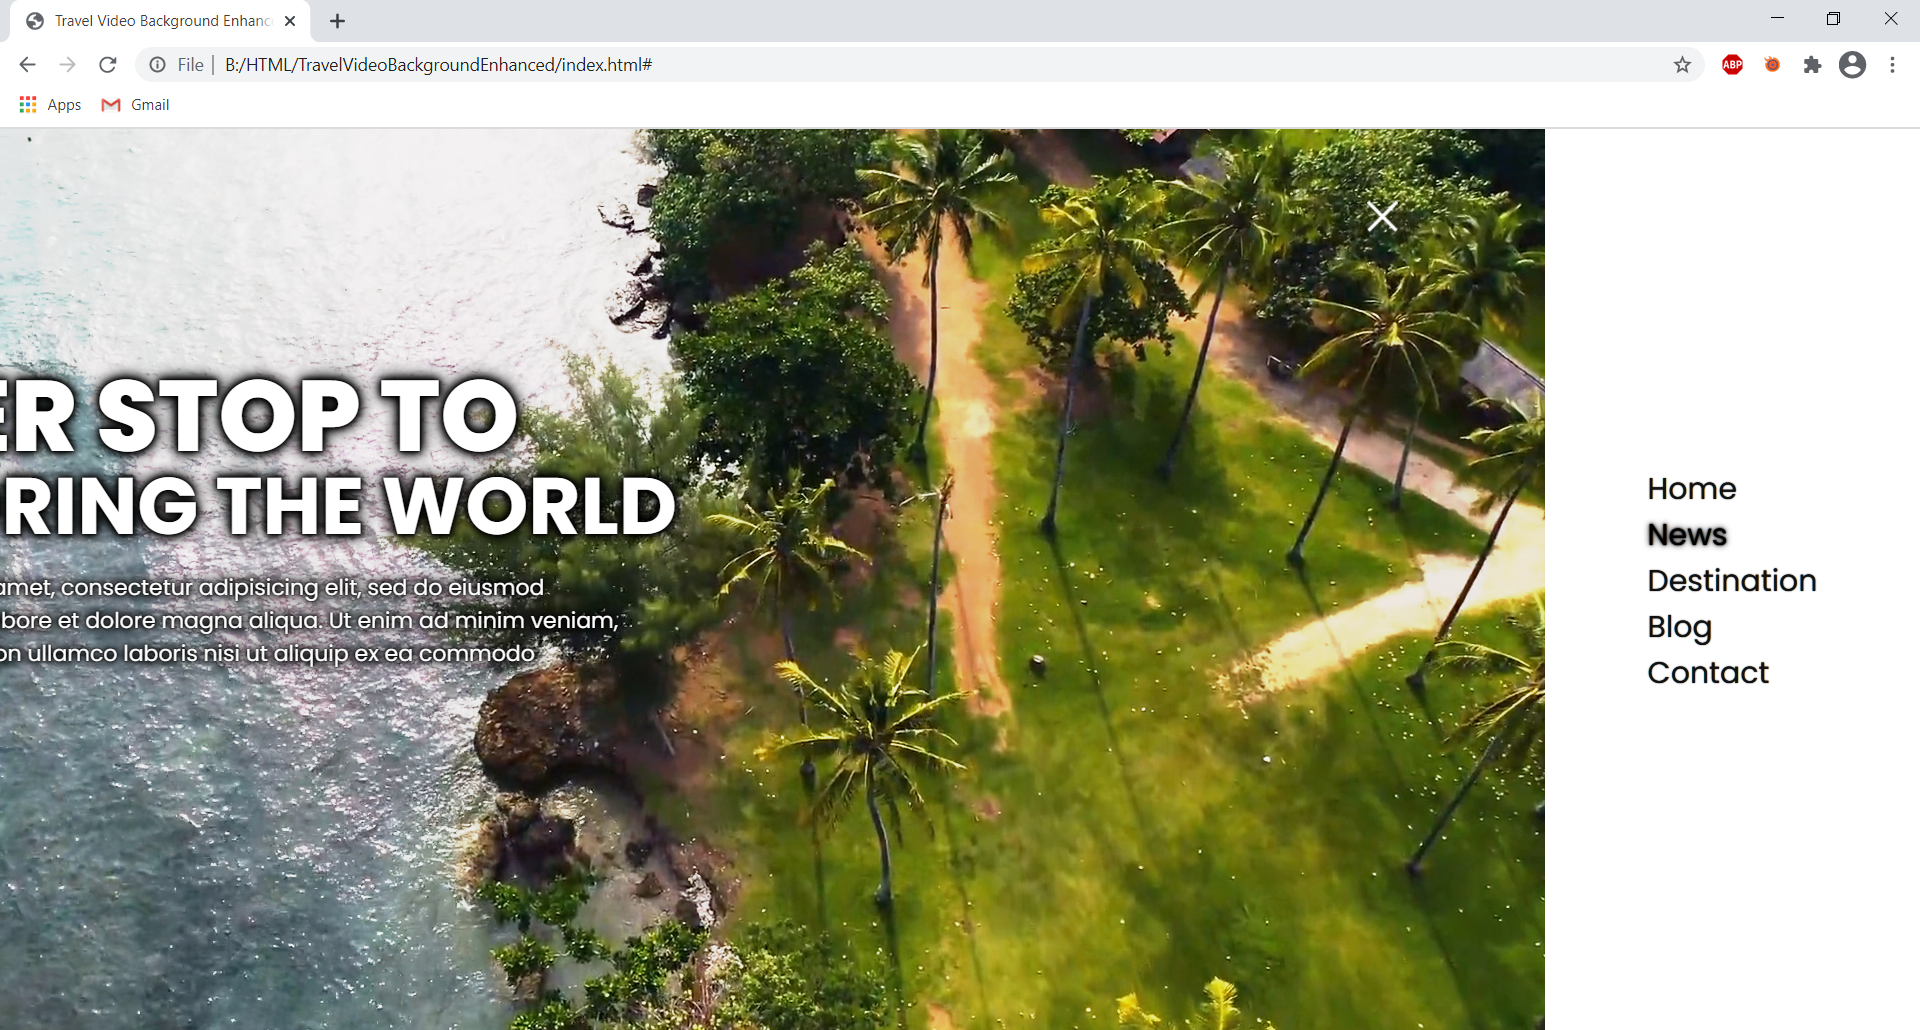 Travel Video Background Enhanc
File | B:/HTML/TravelVideoBackgroundEnhanced/index.html#
ABP
Apps Gmail
ER STOP TO
RING THE WORLD
amet, consectetur adipisicing elit, sed do eiusmod
bore et dolore magna aliqua. Ut enim ad minim veniam,
on ullamco laboris nisi ut aliquip ex ea commodo
Home
News
Destination
Blog
Contact